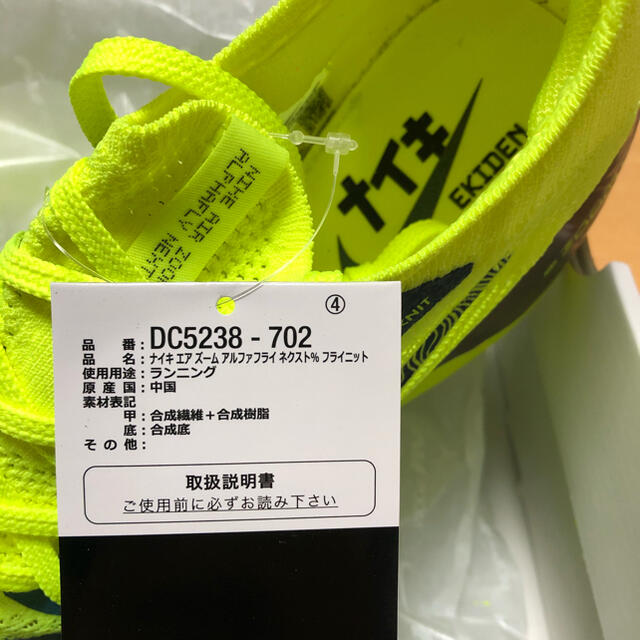 NIKE AIR ZOOM
ALPHAFLY
NEXT%
ナイキ
EKIDEN
KNIT
④
品番：DC5238 - 702
品名：ナイキ エア ズーム アルファフライ ネクスト% フライニット
使用用途：ランニング
原産国：中国
素材表記
甲：合成繊維＋合成樹脂
底：合成底
その他：
取扱説明書
ご使用前に必ずお読み下さい